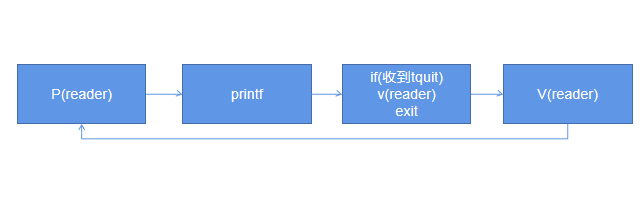 P(reader)
printf
if(收到tquit)
v(reader)
exit
V(reader)